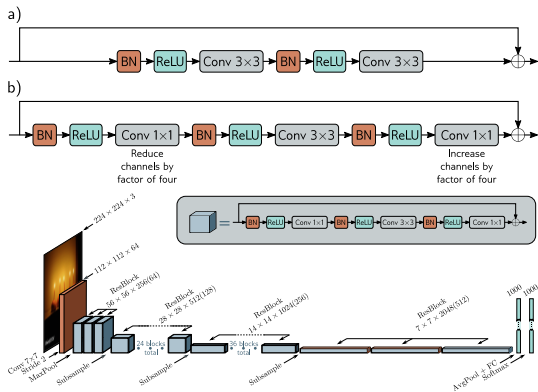 a)
BN ReLU Conv 3×3 BN ReLU Conv 3×3
b)
BN ReLU Conv 1×1 BN ReLU Conv 3×3 BN ReLU Conv 1×1
Reduce
channels by
factor of four
Increase
channels by
factor of four
= BN ReLU Conv 1×1 BN ReLU Conv 3×3 BN ReLU Conv 1×1
224 × 224 × 3
112 × 112 × 64
ResBlock
56 × 56 × 256(64)
ResBlock
28 × 28 × 512(128)
ResBlock
14 × 14 × 1024(256)
ResBlock
7 × 7 × 2048(512)
1000
1000
24 blocks
total
36 blocks
total
Conv 7×7
Stride 2
MaxPool
Subsample
Subsample
Subsample
AvgPool + FC
Softmax